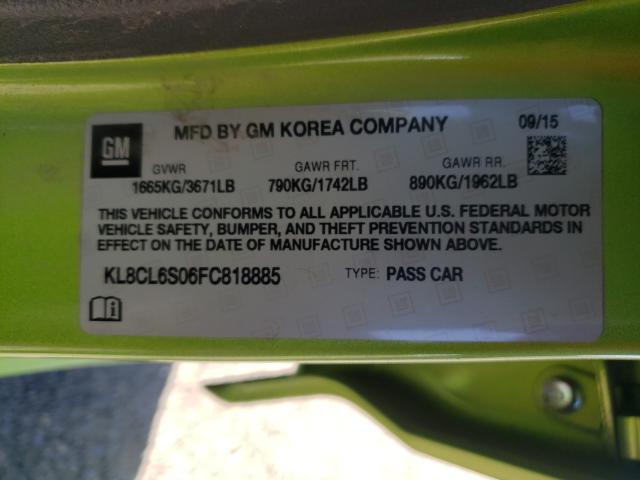 GM
MFD BY GM KOREA COMPANY
09/15
GVWR GAWR FRT. GAWR RR.
1665KG/3671LB 790KG/1742LB 890KG/1962LB
THIS VEHICLE CONFORMS TO ALL APPLICABLE U.S. FEDERAL MOTOR
VEHICLE SAFETY, BUMPER, AND THEFT PREVENTION STANDARDS IN
EFFECT ON THE DATE OF MANUFACTURE SHOWN ABOVE.
KL8CL6S06FC818885 TYPE: PASS CAR